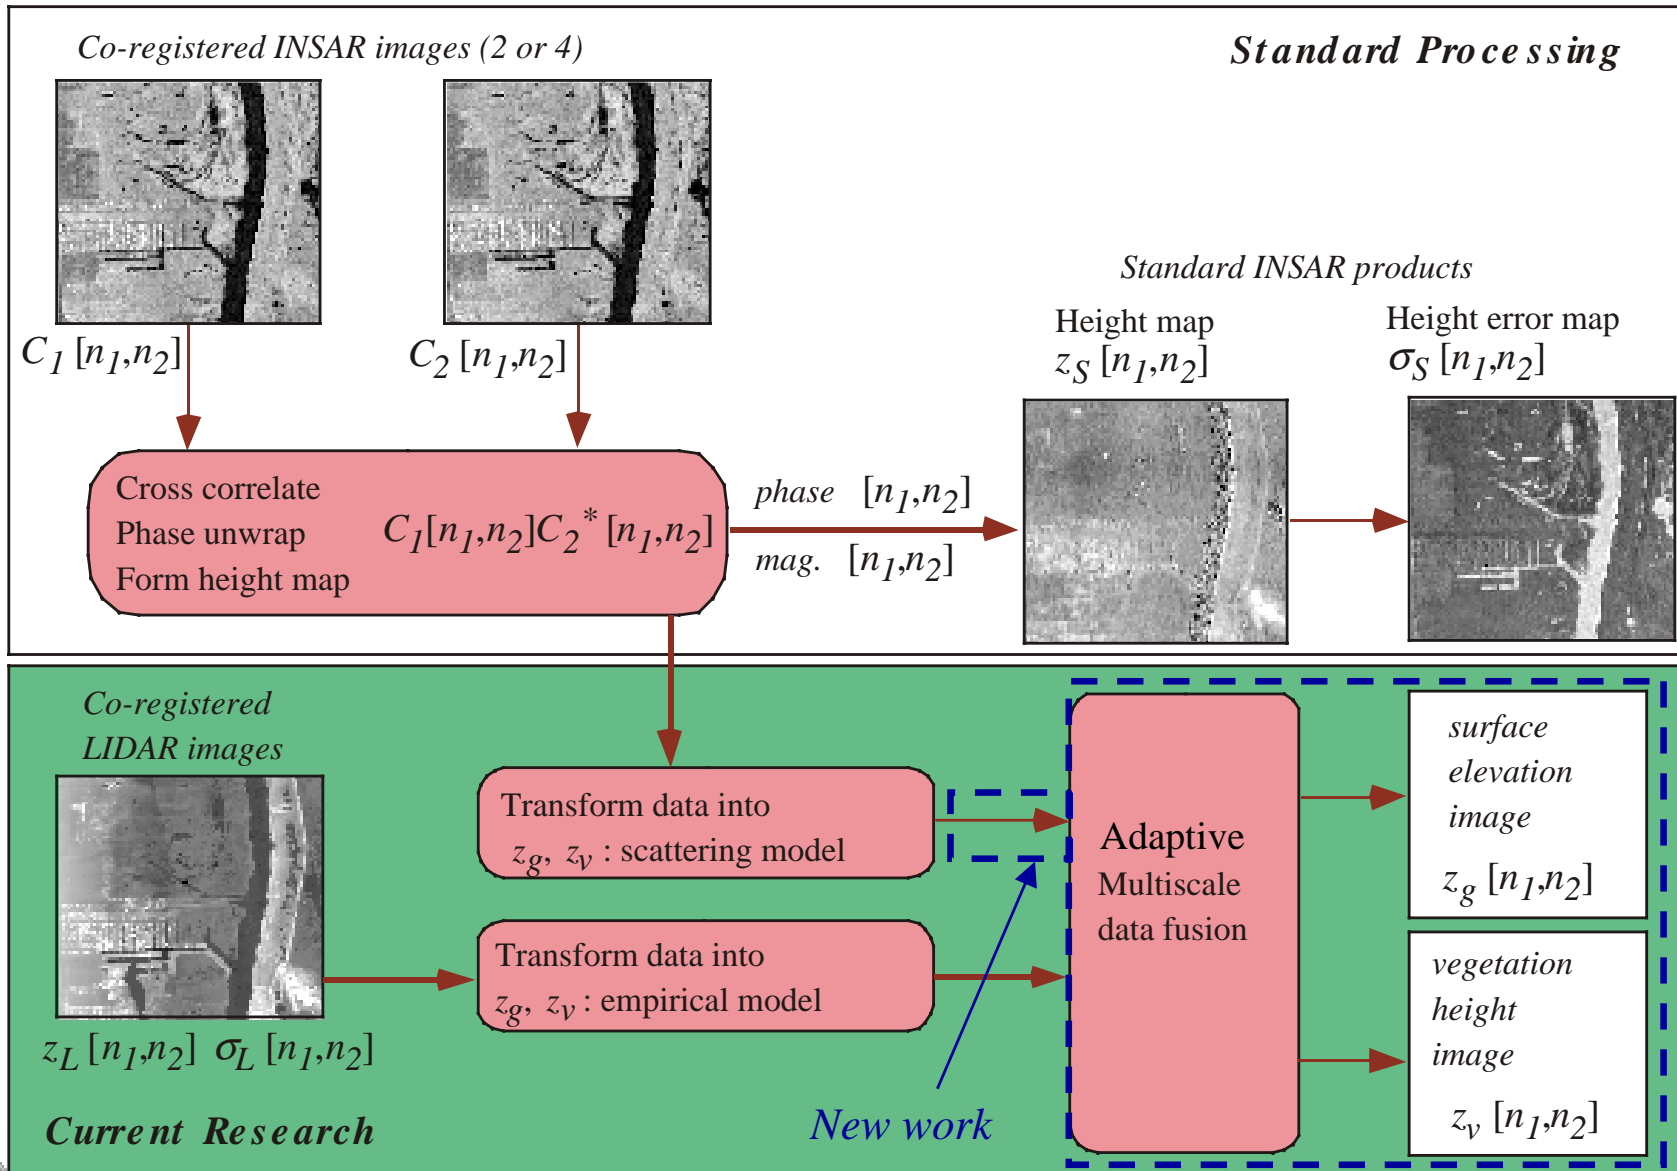 Co-registered INSAR images (2 or 4)
Standard Processing
C1 [n1,n2]
C2 [n1,n2]
Standard INSAR products
Height map
zS [n1,n2]
Height error map
σS [n1,n2]
Cross correlate
Phase unwrap
Form height map
C1[n1,n2]C2* [n1,n2]
phase [n1,n2]
mag. [n1,n2]
Co-registered
LIDAR images
zL [n1,n2] σL [n1,n2]
Current Research
Transform data into
zg, zv : scattering model
Transform data into
zg, zv : empirical model
New work
Adaptive
Multiscale
data fusion
surface
elevation
image
zg [n1,n2]
vegetation
height
image
zv [n1,n2]